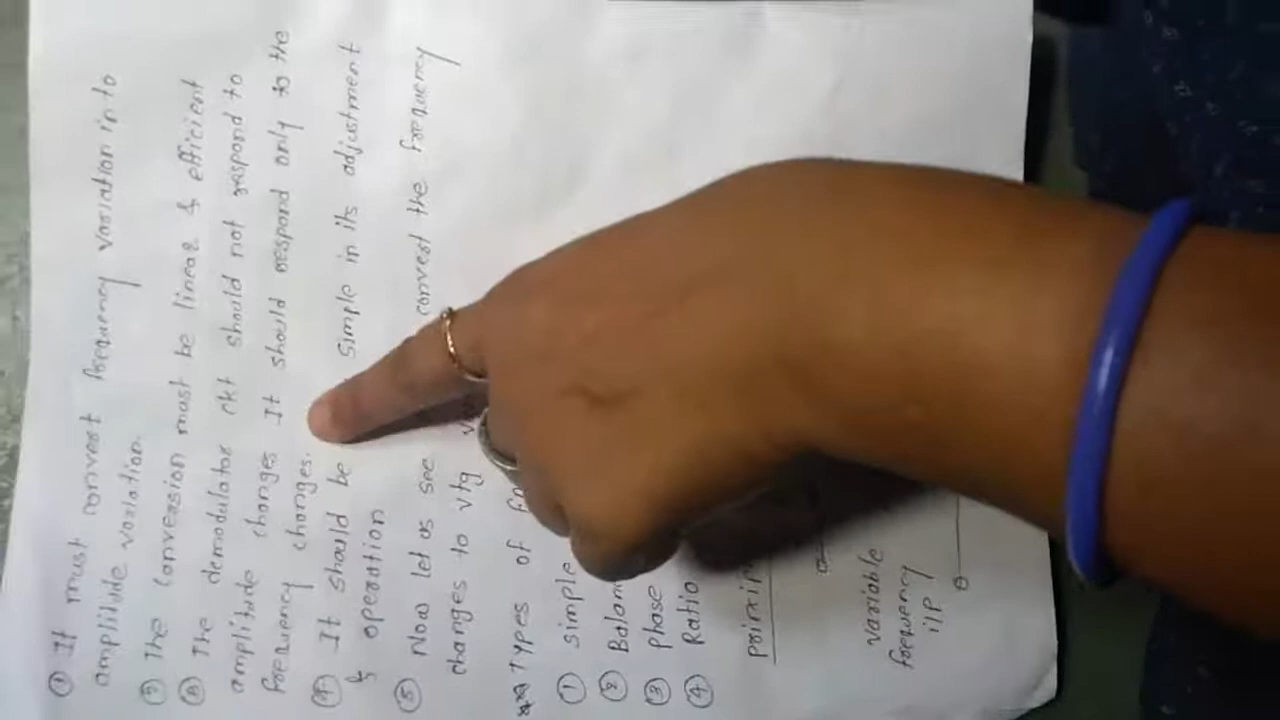 ① It must convert frequency variation in to
amplitude variation.
② The conversion must be linear & efficient
③ The demodulator ckt should not respond to
amplitude changes It should respond only to the
frequency changes.
④ It should be simple in its adjustment
& operation
⑤ Now let us see convert the frequency
changes to vtg
Types of
① simple
②
③ phase
④ Ratio
variable
frequency
i/p